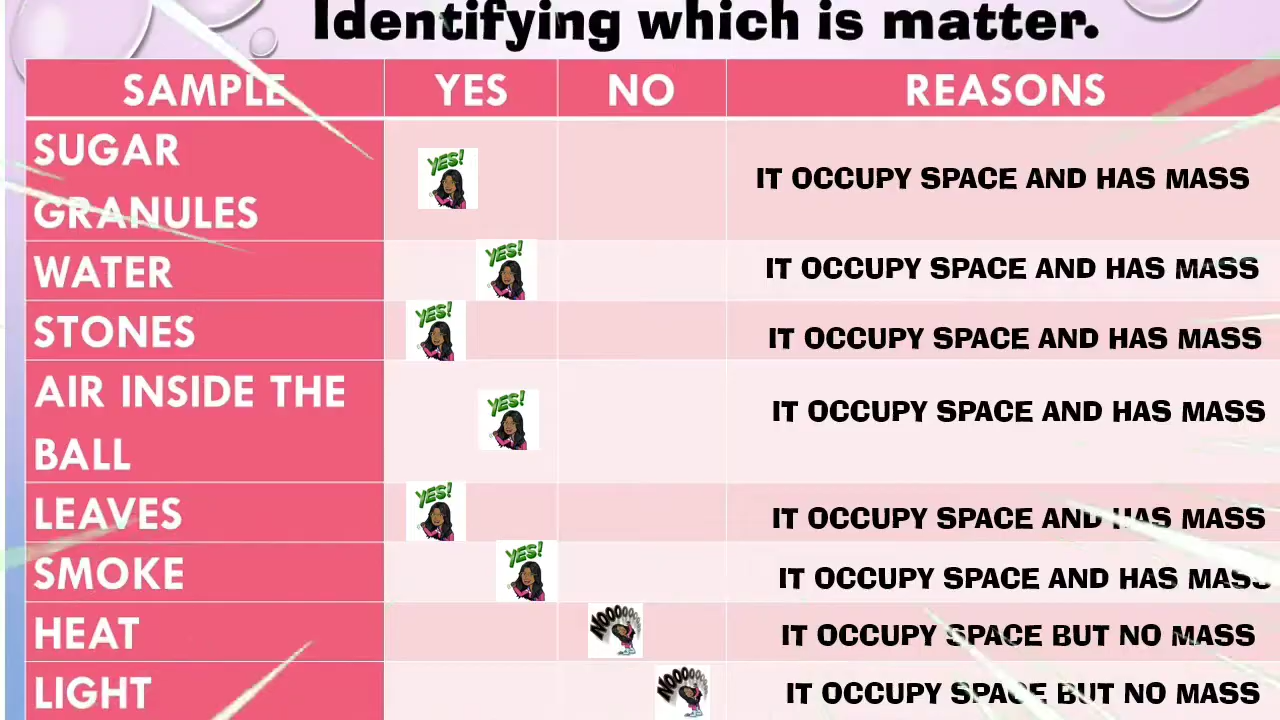 Identifying which is matter.
SAMPLE YES NO REASONS
SUGAR
GRANULES
YES!
IT OCCUPY SPACE AND HAS MASS
WATER
YES!
IT OCCUPY SPACE AND HAS MASS
STONES
YES!
IT OCCUPY SPACE AND HAS MASS
AIR INSIDE THE
BALL
YES!
IT OCCUPY SPACE AND HAS MASS
LEAVES
YES!
IT OCCUPY SPACE AND HAS MASS
SMOKE
YES!
IT OCCUPY SPACE AND HAS MASS
HEAT
NOOOOOOO
IT OCCUPY SPACE BUT NO MASS
LIGHT
NOOOOOOO
IT OCCUPY SPACE BUT NO MASS